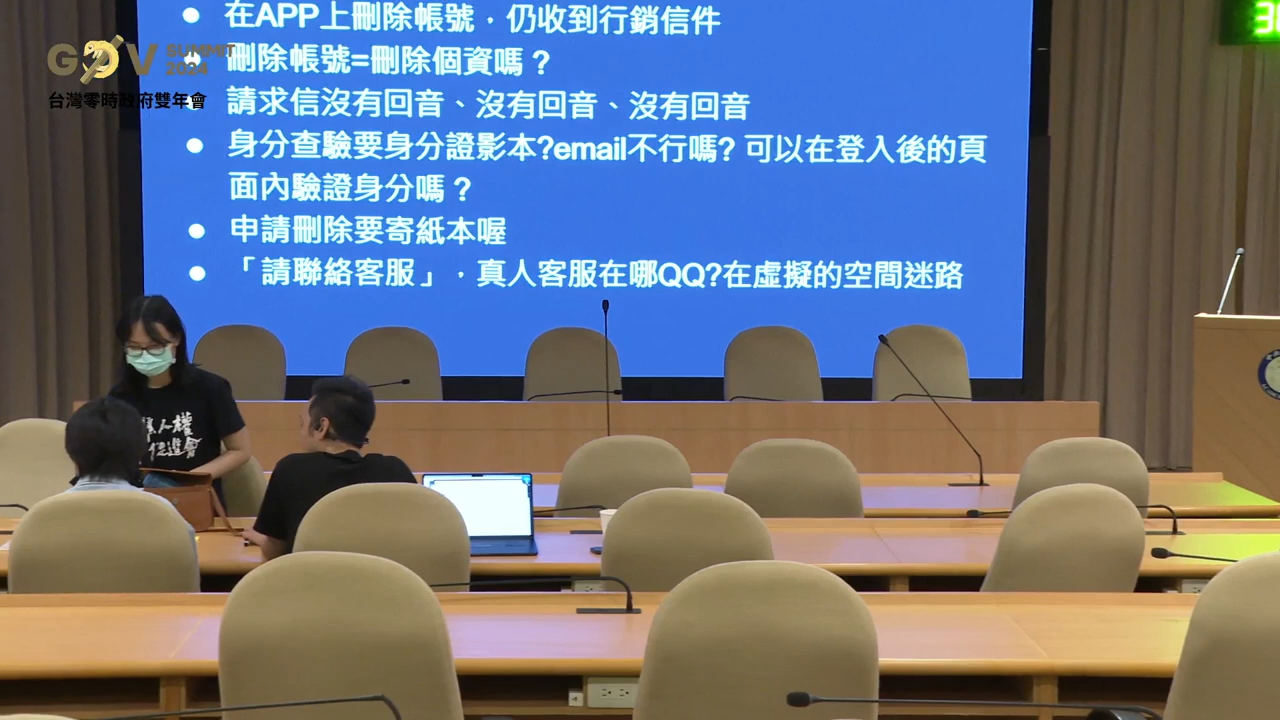 在APP上刪除帳號，仍收到行銷信件
GOV SUMMIT 2024
刪除帳號=刪除個資嗎？
台灣零時政府雙年會
請求信沒有回音、沒有回音、沒有回音
身分查驗要身分證影本?email不行嗎? 可以在登入後的頁
面內驗證身分嗎？
申請刪除要寄紙本喔
「請聯絡客服」，真人客服在哪QQ?在虛擬的空間迷路
人權
促進會